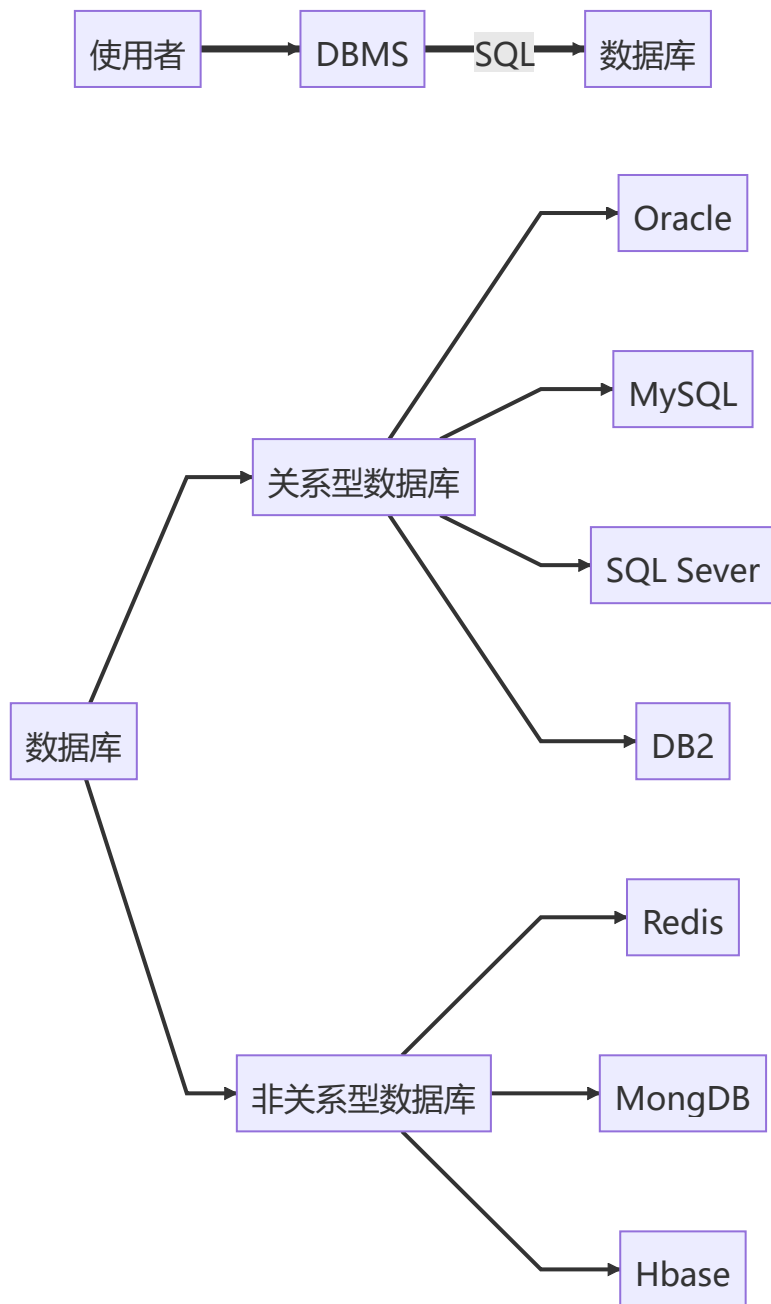 使用者 DBMS SQL 数据库
Oracle
MySQL
关系型数据库
SQL Sever
数据库
DB2
Redis
非关系型数据库 MongDB
Hbase